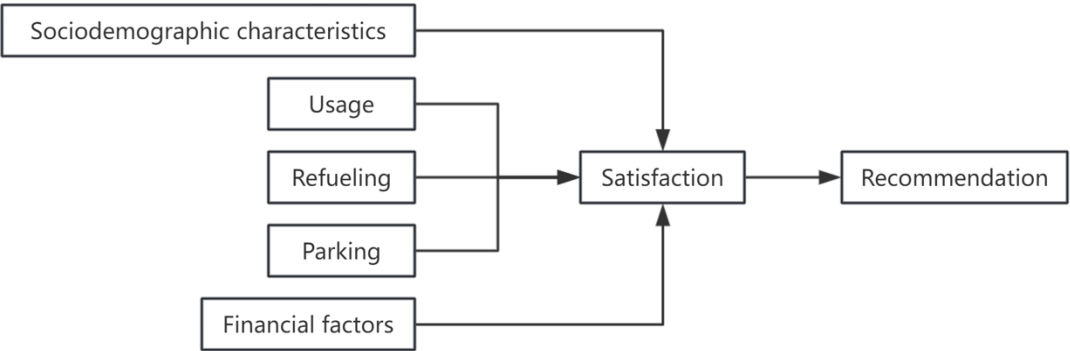 Sociodemographic characteristics
Usage
Refueling
Satisfaction
Recommendation
Parking
Financial factors